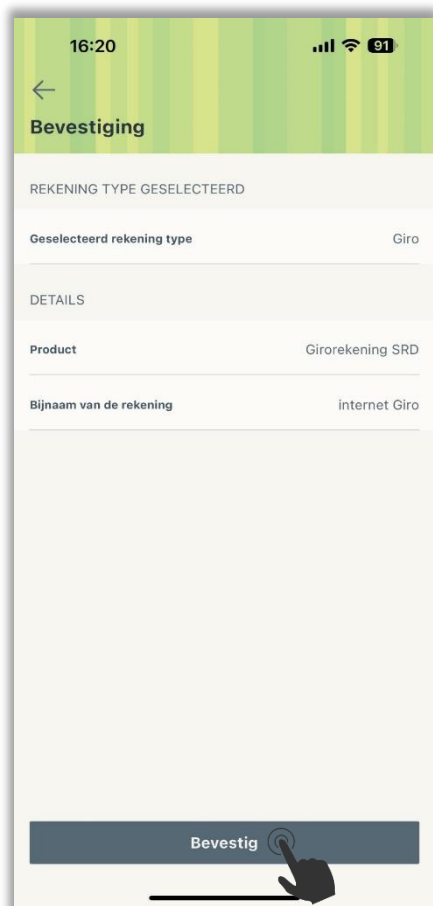 16:20
91
Bevestiging
REKENING TYPE GESELECTEERD
Geselecteerd rekening type Giro
DETAILS
Product Girorekening SRD
Bijnaam van de rekening internet Giro
Bevestig